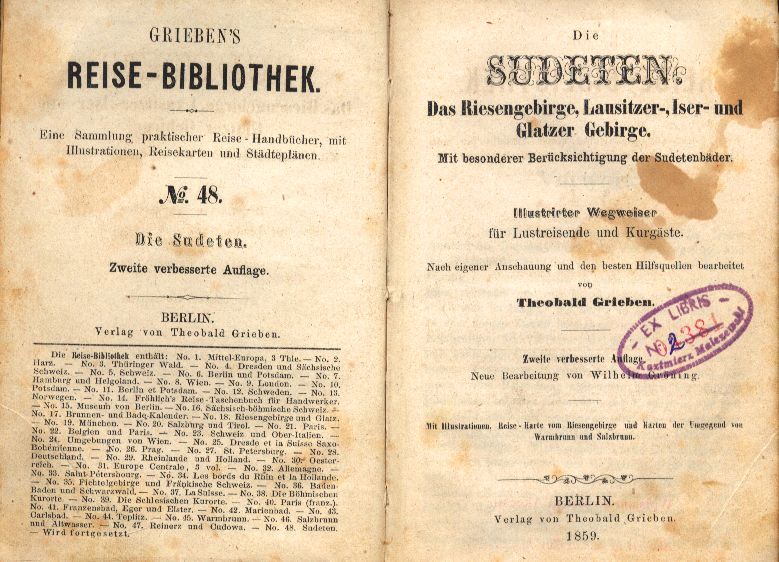 GRIEBEN'S
REISE-BIBLIOTHEK.
Eine Sammlung praktischer Reise-Handbücher, mit
Illustrationen, Reisekarten und Städteplänen.
No. 48.
Die Sudeten.
Zweite verbesserte Auflage.
BERLIN.
Verlag von Theobald Grieben.
Die Reise-Bibliothek enthält: No. 1. Mittel-Europa, 3 Thle. — No. 2.
Harz. — No. 3. Thüringer Wald. — No. 4. Dresden und Sächsische
Schweiz. — No. 5. Schweiz. — No. 6. Berlin und Potsdam. — No. 7.
Hamburg und Helgoland. — No. 8. Wien. — No. 9. London. — No. 10.
Potsdam. — No. 11. Berlin et Potsdam. — No. 12. Schweden. — No. 13.
Norwegen. — No. 14. Fröhlich's Reise-Taschenbuch für Handwerker.
— No. 15. Museum von Berlin. — No. 16. Sächsisch-böhmische Schweiz. —
No. 17. Brunnen- und Bade-Kalender. — No. 18. Riesengebirge und Glatz.
— No. 19. München. — No. 20. Salzburg und Tirol. — No. 21. Paris. —
No. 22. Belgien und Paris. — No. 23. Schweiz und Ober-Italien. —
No. 24. Umgebungen von Wien. — No. 25. Dresde et la Suisse Saxo-
Bohémienne. — No. 26. Prag. — No. 27. St. Petersburg. — No. 28.
Deutschland. — No. 29. Rheinlande und Holland. — No. 30. Oester-
reich. — No. 31. Europe Centrale, 3 vol. — No. 32. Allemagne. —
No. 33. Saint-Pétersbourg. — No. 34. Les bords du Rhin et la Hollande.
— No. 35. Fichtelgebirge und Fränkische Schweiz. — No. 36. Baden-
Baden und Schwarzwald. — No. 37. La Suisse. — No. 38. Die Böhmischen
Kurorte. — No. 39. Die Schlesischen Kurorte. — No. 40. Paris (franz.).
No. 41. Franzensbad, Eger und Elster. — No. 42. Marienbad. — No. 43.
Carlsbad. — No. 44. Teplitz. — No. 45. Warmbrunn. — No. 46. Salzbrunn
und Altwasser. — No. 47. Reinerz und Cudowa. — No. 48. Sudeten.
— Wird fortgesetzt.
Die
SUDETEN.
Das Riesengebirge, Lausitzer-, Iser- und
Glatzer Gebirge.
Mit besonderer Berücksichtigung der Sudetenbäder.
Illustrirter Wegweiser
für Lustreisende und Kurgäste.
Nach eigener Anschauung und den besten Hilfsquellen bearbeitet
von
Theobald Grieben.
EX LIBRIS
No 2384
Kazimierz
Zweite verbesserte Auflage.
Neue Bearbeitung von Wilhelm Gröning.
Mit Illustrationen, Reise-Karte vom Riesengebirge und Karten der Umgegend von
Warmbrunn und Salzbrunn.
BERLIN.
Verlag von Theobald Grieben.
1859.